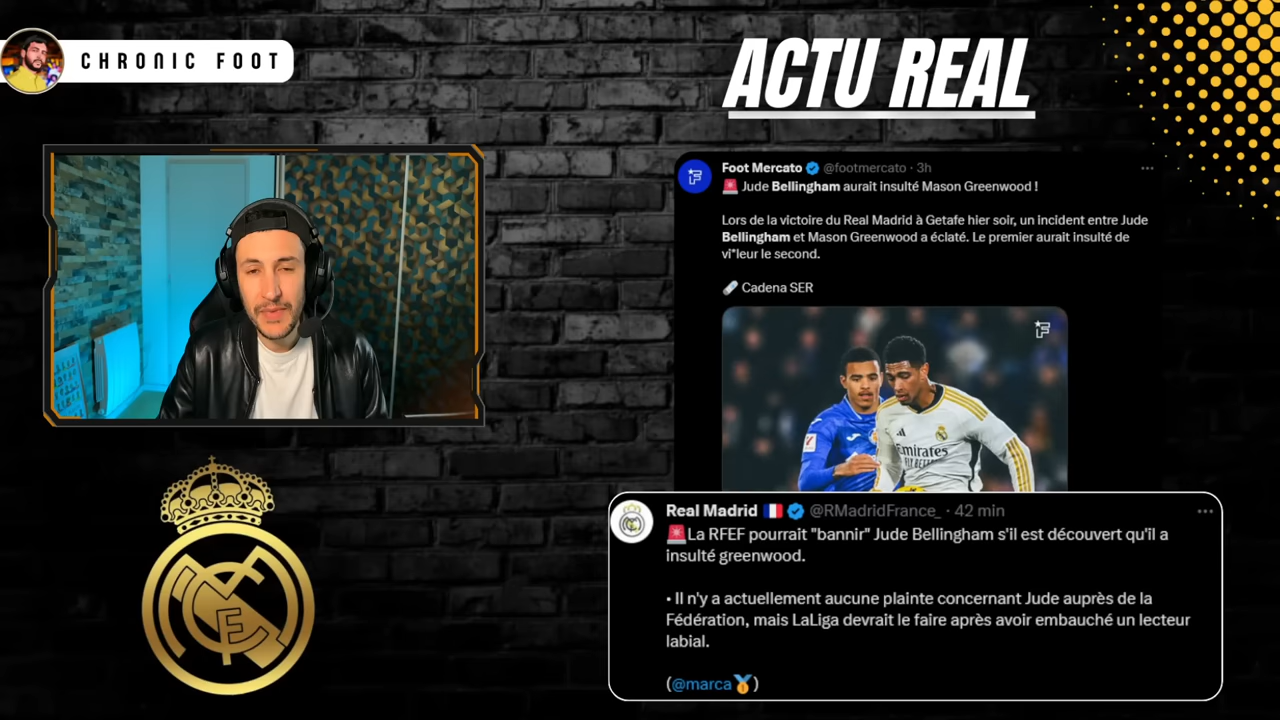 CHRONIC FOOT
ACTU REAL
Foot Mercato @footmercato · 3h
🚨 Jude Bellingham aurait insulté Mason Greenwood !
Lors de la victoire du Real Madrid à Getafe hier soir, un incident entre Jude
Bellingham et Mason Greenwood a éclaté. Le premier aurait insulté de
vi*leur le second.
🗞️ Cadena SER
Emirates
FLY BETTER
Real Madrid 🇫🇷 @RMadridFrance_ · 42 min
🚨La RFEF pourrait "bannir" Jude Bellingham s'il est découvert qu'il a
insulté greenwood.
• Il n'y a actuellement aucune plainte concernant Jude auprès de la
Fédération, mais LaLiga devrait le faire après avoir embauché un lecteur
labial.
(@marca🥇)